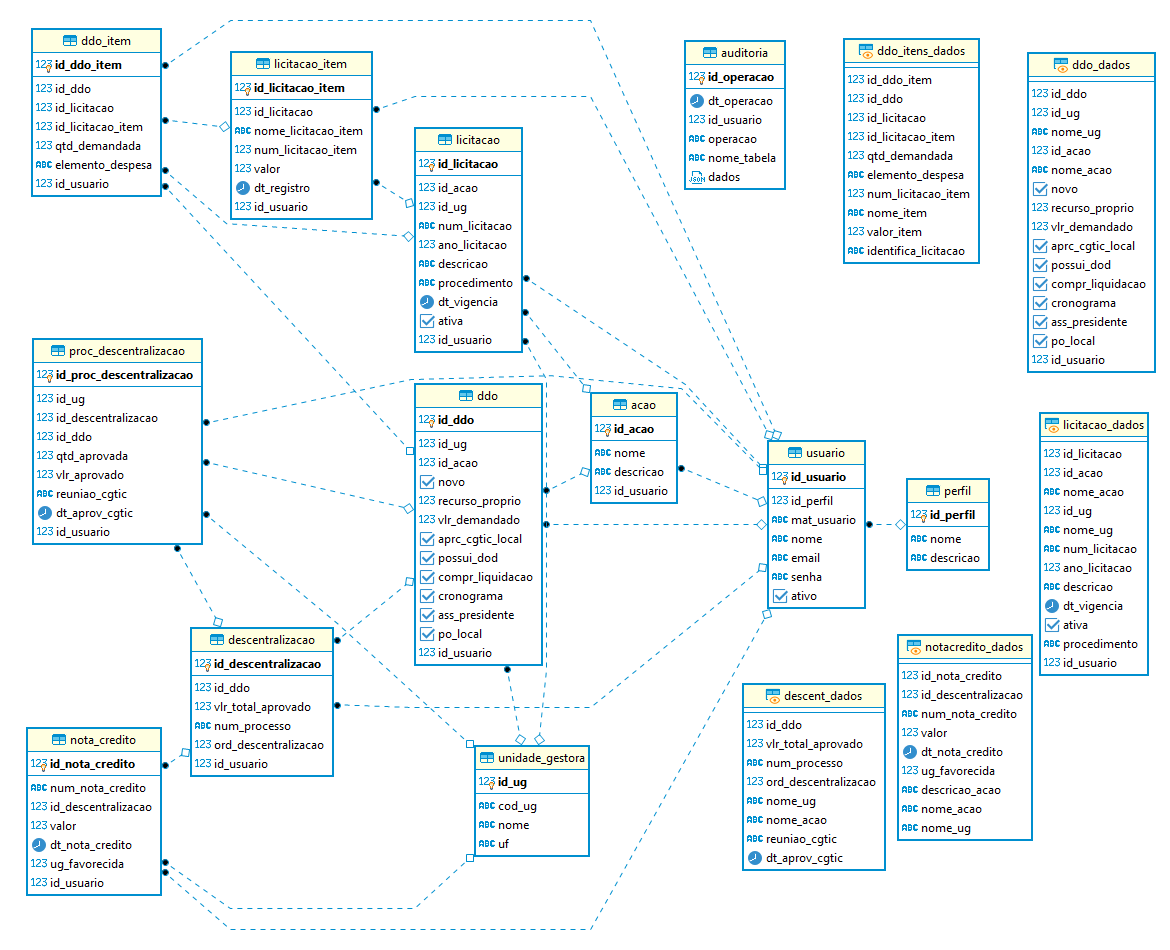 ddo_item
123 id_ddo_item
123 id_ddo
123 id_licitacao
123 id_licitacao_item
123 qtd_demandada
ABC elemento_despesa
123 id_usuario
licitacao_item
123 id_licitacao_item
123 id_licitacao
ABC nome_licitacao_item
123 num_licitacao_item
123 valor
dt_registro
123 id_usuario
licitacao
123 id_licitacao
123 id_acao
123 id_ug
ABC num_licitacao
123 ano_licitacao
ABC descricao
ABC procedimento
dt_vigencia
ativa
123 id_usuario
auditoria
123 id_operacao
dt_operacao
123 id_usuario
ABC operacao
ABC nome_tabela
JSON dados
ddo_itens_dados
123 id_ddo_item
123 id_ddo
123 id_licitacao
123 id_licitacao_item
123 qtd_demandada
ABC elemento_despesa
123 num_licitacao_item
ABC nome_item
123 valor_item
ABC identifica_licitacao
ddo_dados
123 id_ddo
123 id_ug
ABC nome_ug
123 id_acao
ABC nome_acao
novo
123 recurso_proprio
123 vlr_demandado
aprc_cgtic_local
possui_dod
compr_liquidacao
cronograma
ass_presidente
po_local
123 id_usuario
proc_descentralizacao
123 id_proc_descentralizacao
123 id_ug
123 id_descentralizacao
123 id_ddo
123 qtd_aprovada
123 vlr_aprovado
ABC reuniao_cgtic
dt_aprov_cgtic
123 id_usuario
ddo
123 id_ddo
123 id_ug
123 id_acao
novo
123 recurso_proprio
123 vlr_demandado
aprc_cgtic_local
possui_dod
compr_liquidacao
cronograma
ass_presidente
po_local
123 id_usuario
acao
123 id_acao
ABC nome
ABC descricao
123 id_usuario
usuario
123 id_usuario
123 id_perfil
ABC mat_usuario
ABC nome
ABC email
ABC senha
ativo
perfil
123 id_perfil
ABC nome
ABC descricao
licitacao_dados
123 id_licitacao
123 id_acao
ABC nome_acao
123 id_ug
ABC nome_ug
ABC num_licitacao
123 ano_licitacao
ABC descricao
dt_vigencia
ativa
ABC procedimento
123 id_usuario
descentralizacao
123 id_descentralizacao
123 id_ddo
123 vlr_total_aprovado
ABC num_processo
123 ord_descentralizacao
123 id_usuario
nota_credito
123 id_nota_credito
ABC num_nota_credito
123 id_descentralizacao
123 valor
dt_nota_credito
123 ug_favorecida
123 id_usuario
unidade_gestora
123 id_ug
ABC cod_ug
ABC nome
ABC uf
descent_dados
123 id_ddo
123 vlr_total_aprovado
ABC num_processo
123 ord_descentralizacao
ABC nome_ug
ABC nome_acao
ABC reuniao_cgtic
dt_aprov_cgtic
notacredito_dados
123 id_nota_credito
123 id_descentralizacao
ABC num_nota_credito
123 valor
dt_nota_credito
123 ug_favorecida
ABC descricao_acao
ABC nome_acao
ABC nome_ug